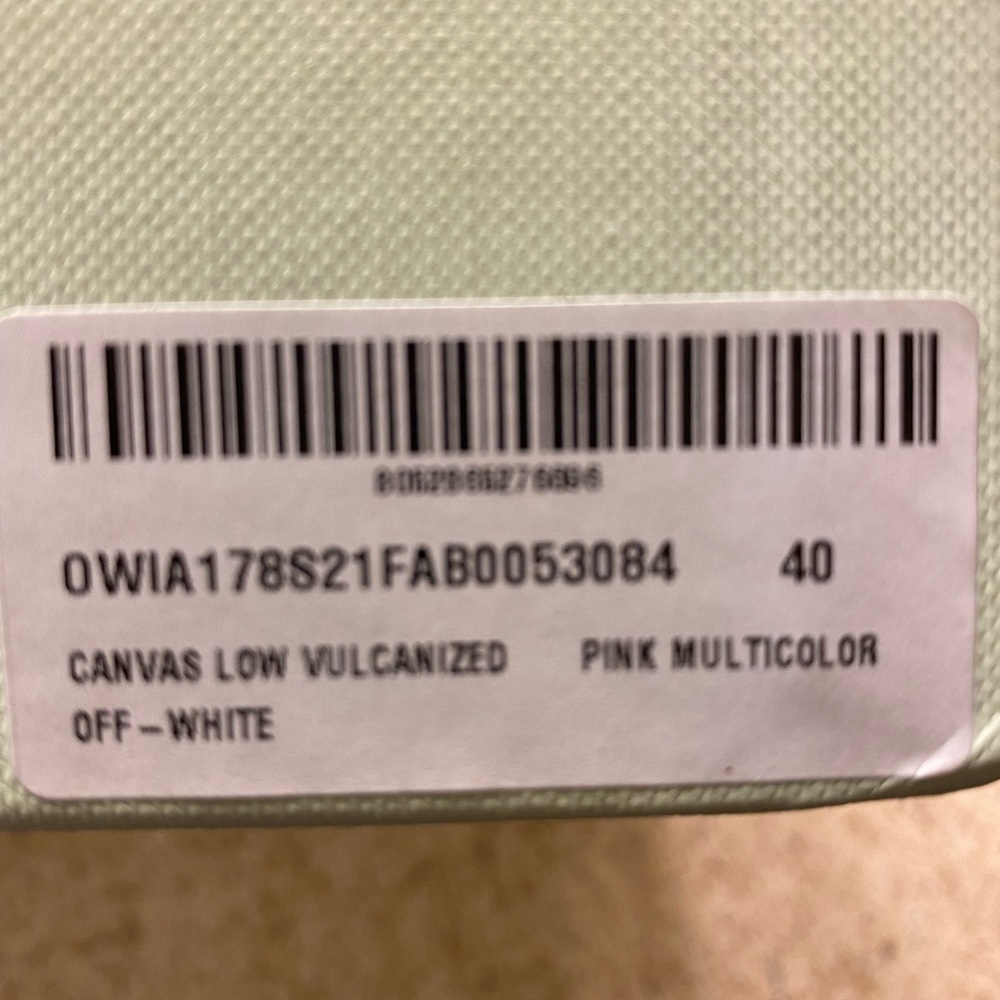 OWIA178S21FAB0053084 40
CANVAS LOW VULCANIZED PINK MULTICOLOR
OFF-WHITE